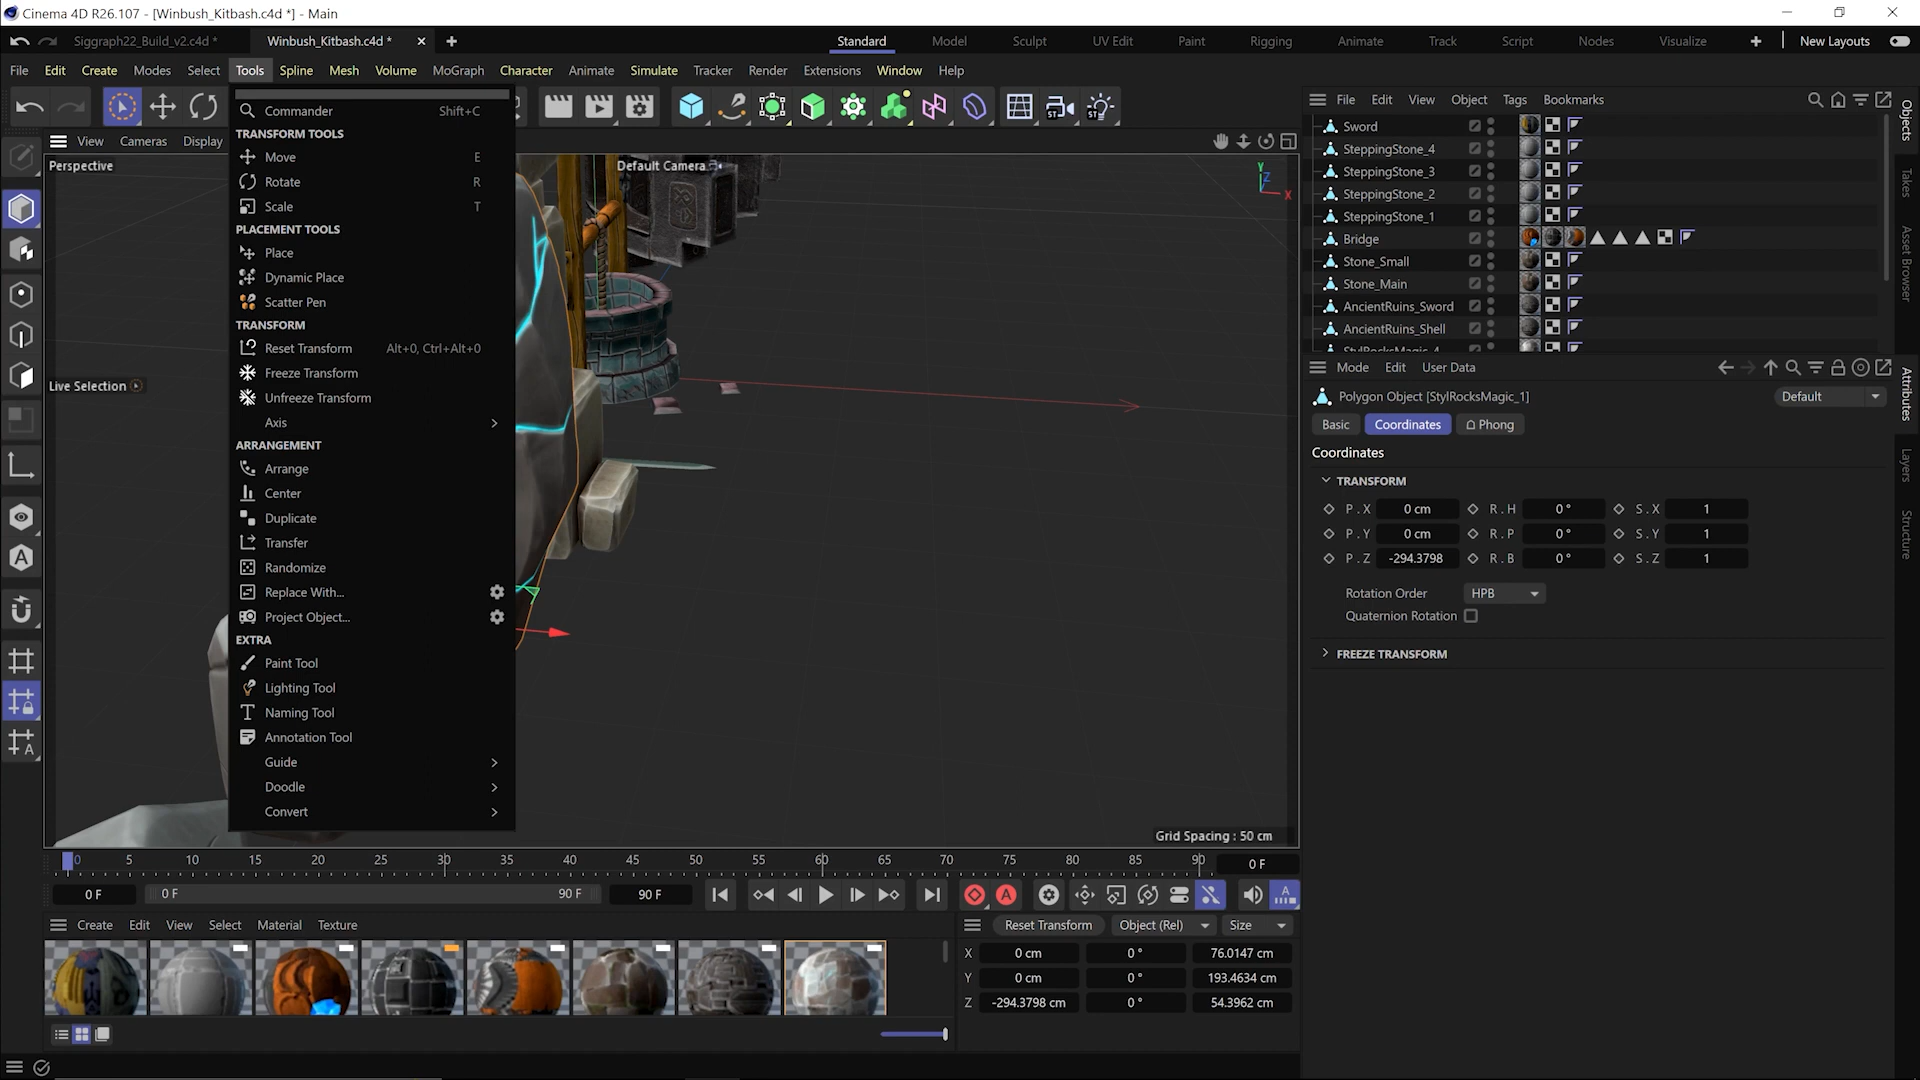 Cinema 4D R26.107 - [Winbush_Kitbash.c4d *] - Main
Siggraph22_Build_v2.c4d *
Winbush_Kitbash.c4d *
Standard
Model
Sculpt
UV Edit
Paint
Rigging
Animate
Track
Script
Nodes
Visualize
New Layouts
File
Edit
Create
Modes
Select
Tools
Spline
Mesh
Volume
MoGraph
Character
Animate
Simulate
Tracker
Render
Extensions
Window
Help
View
Cameras
Display
Perspective
Default Camera
Live Selection
Y
Z
X
Grid Spacing : 50 cm
Commander Shift+C
TRANSFORM TOOLS
Move E
Rotate R
Scale T
PLACEMENT TOOLS
Place
Dynamic Place
Scatter Pen
TRANSFORM
Reset Transform Alt+0, Ctrl+Alt+0
Freeze Transform
Unfreeze Transform
Axis
ARRANGEMENT
Arrange
Center
Duplicate
Transfer
Randomize
Replace With...
Project Object...
EXTRA
Paint Tool
Lighting Tool
Naming Tool
Annotation Tool
Guide
Doodle
Convert
File
Edit
View
Object
Tags
Bookmarks
Sword
SteppingStone_4
SteppingStone_3
SteppingStone_2
SteppingStone_1
Bridge
Stone_Small
Stone_Main
AncientRuins_Sword
AncientRuins_Shell
StylRocksMagic_4
Objects
Takes
Asset Browser
Attributes
Layers
Structure
Mode
Edit
User Data
Polygon Object [StylRocksMagic_1]
Default
Basic
Coordinates
Phong
Coordinates
TRANSFORM
P . X 0 cm R . H 0 ° S . X 1
P . Y 0 cm R . P 0 ° S . Y 1
P . Z -294.3798 R . B 0 ° S . Z 1
Rotation Order HPB
Quaternion Rotation
FREEZE TRANSFORM
0 5 10 15 20 25 30 35 40 45 50 55 60 65 70 75 80 85 90
0 F
0 F
0 F
90 F
90 F
Create
Edit
View
Select
Material
Texture
Reset Transform
Object (Rel)
Size
X 0 cm 0 ° 76.0147 cm
Y 0 cm 0 ° 193.4634 cm
Z -294.3798 cm 0 ° 54.3962 cm